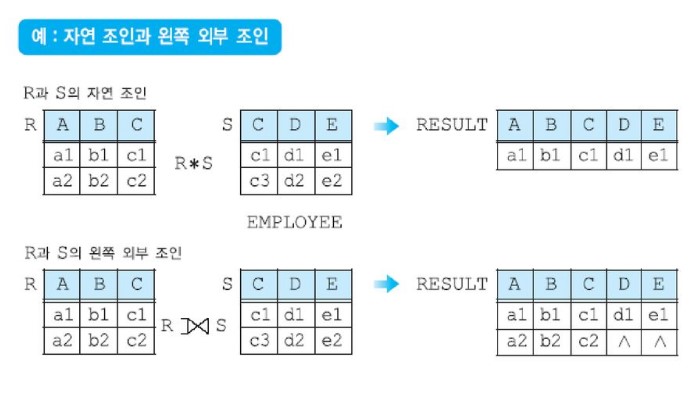 예 : 자연 조인과 왼쪽 외부 조인
R과 S의 자연 조인
R A B C S C D E RESULT A B C D E
a1 b1 c1 R*S c1 d1 e1 a1 b1 c1 d1 e1
a2 b2 c2 c3 d2 e2
EMPLOYEE
R과 S의 왼쪽 외부 조인
R A B C S C D E RESULT A B C D E
a1 b1 c1 R ⟕ S c1 d1 e1 a1 b1 c1 d1 e1
a2 b2 c2 c3 d2 e2 a2 b2 c2 ∧ ∧